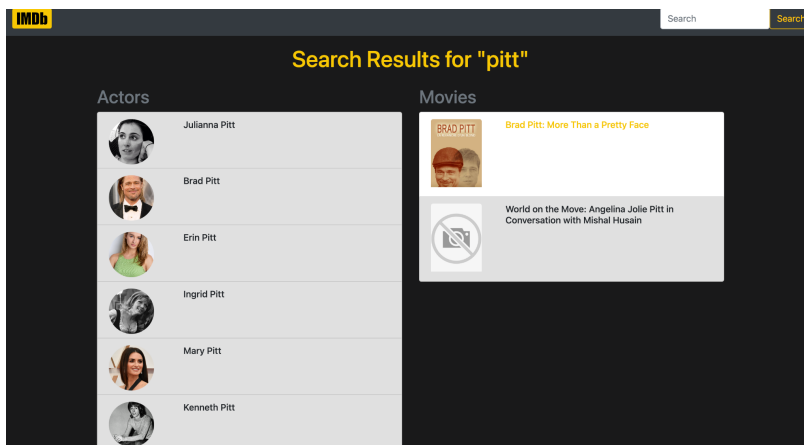 IMDb
Search
Search
Search Results for "pitt"
Actors
Julianna Pitt
Brad Pitt
Erin Pitt
Ingrid Pitt
Mary Pitt
Kenneth Pitt
Movies
BRAD PITT
Brad Pitt: More Than a Pretty Face
World on the Move: Angelina Jolie Pitt in
Conversation with Mishal Husain